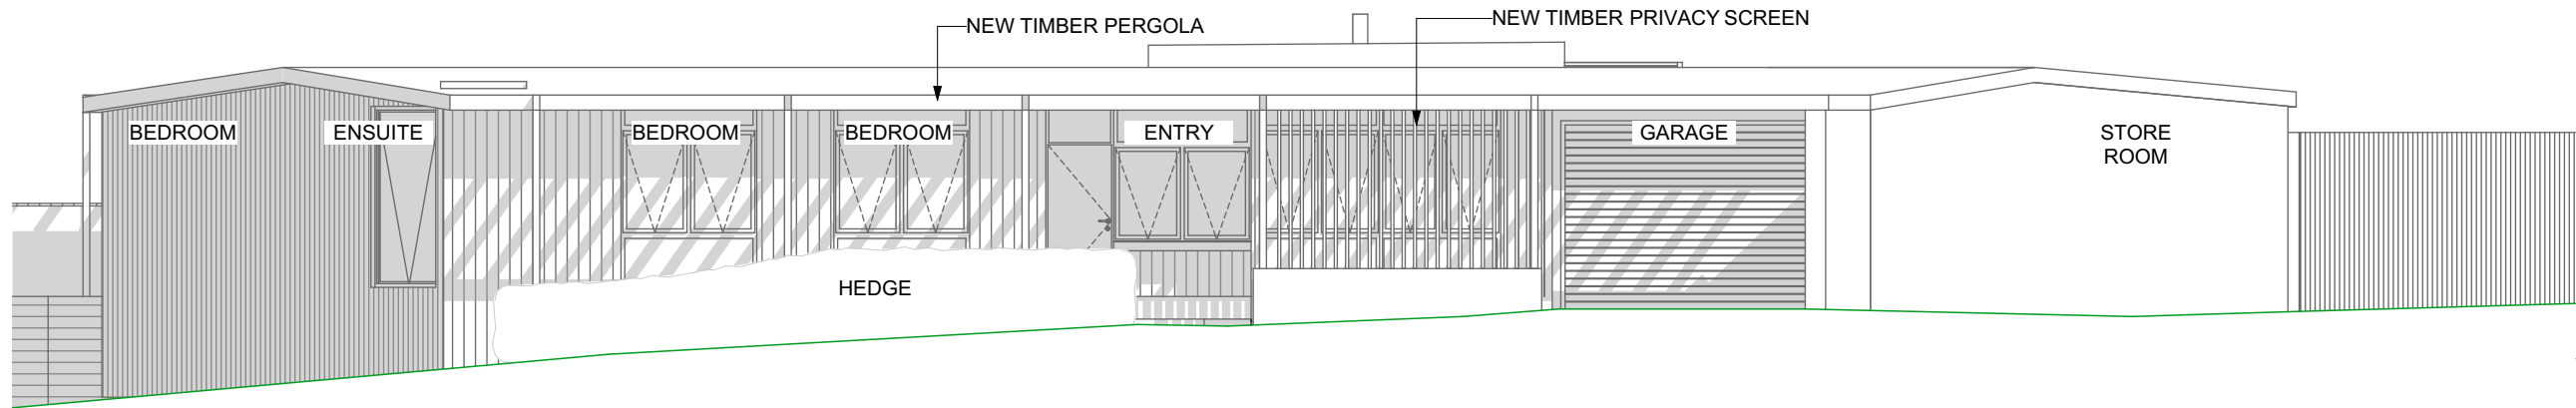 NEW TIMBER PERGOLA
NEW TIMBER PRIVACY SCREEN
BEDROOM
ENSUITE
BEDROOM
BEDROOM
ENTRY
GARAGE
STORE
ROOM
HEDGE